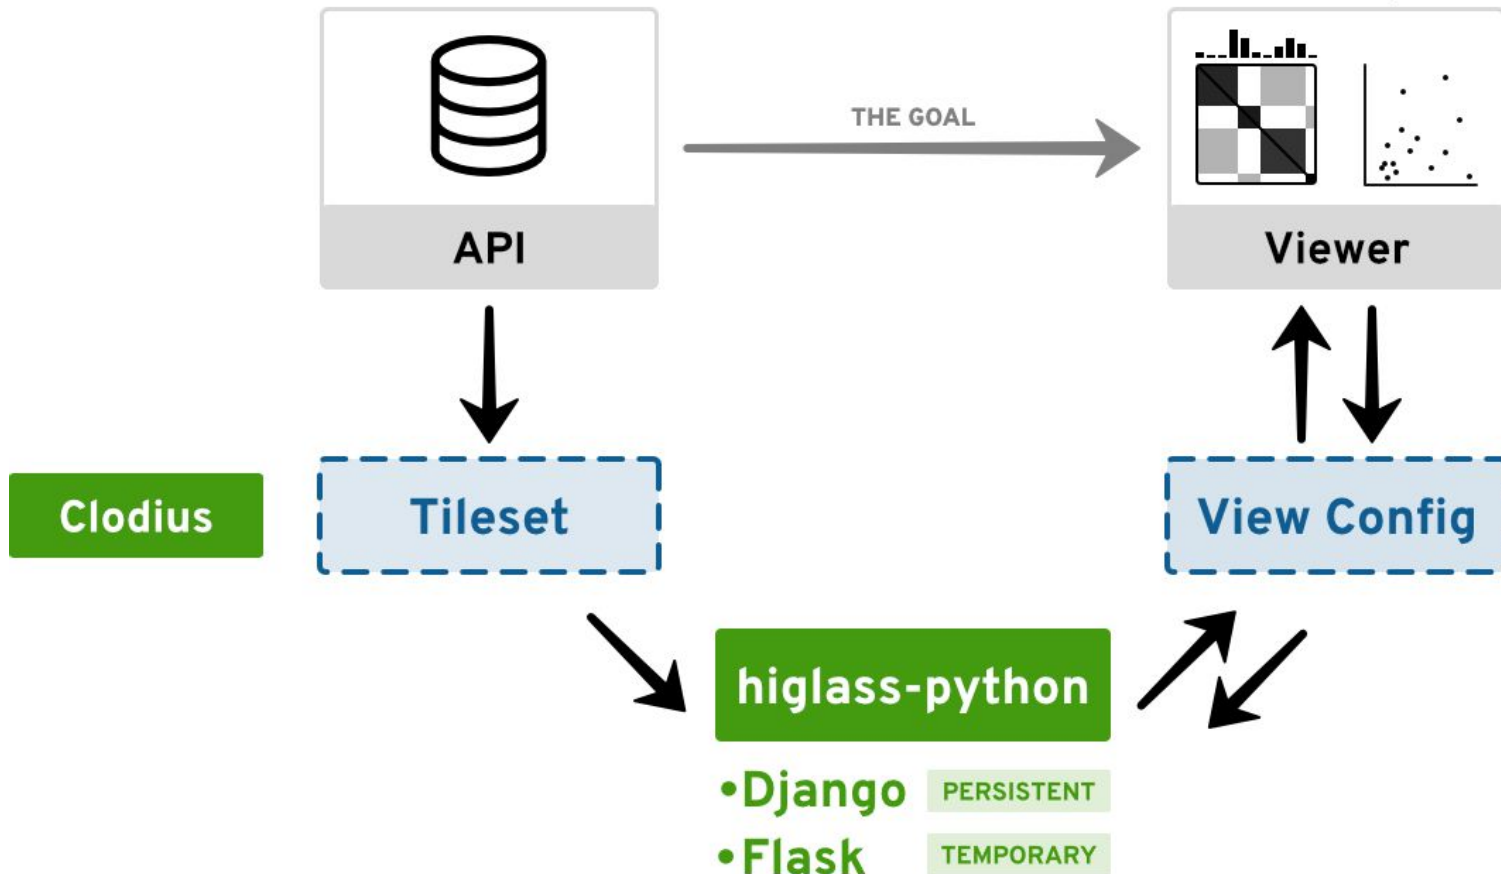 THE GOAL
API
Viewer
Clodius
Tileset
View Config
higlass-python
•Django PERSISTENT
•Flask TEMPORARY